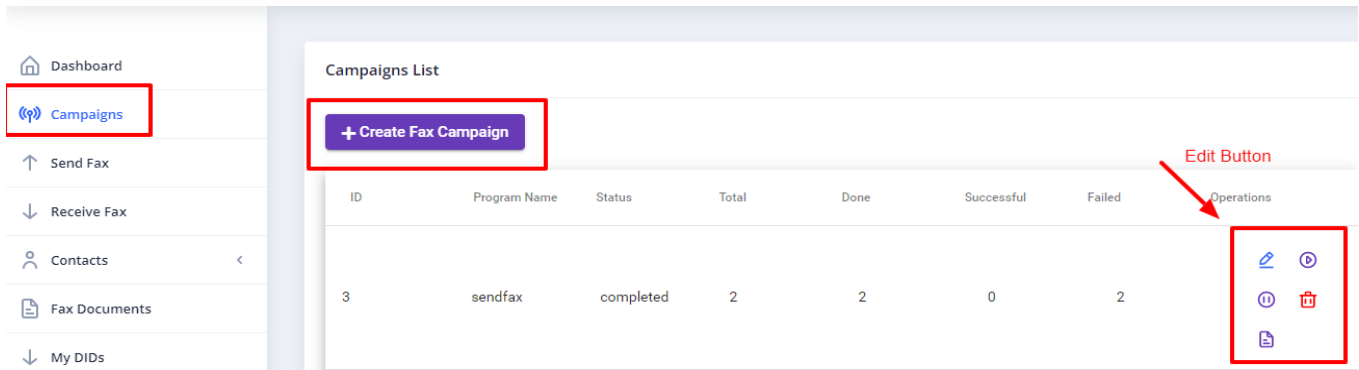 Dashboard
Campaigns
Send Fax
Receive Fax
Contacts
Fax Documents
My DIDs
Campaigns List
+ Create Fax Campaign
Edit Button
ID Program Name Status Total Done Successful Failed Operations
3 sendfax completed 2 2 0 2